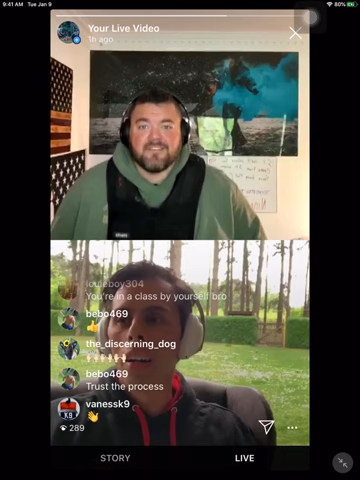 9:41 AM Tue Jan 9
Your Live Video
1h ago
louieboy304
You're in a class by yourself bro
bebo469
👍🏻
the_discerning_dog
🙌🏻🙌🏻🙌🏻🙌🏻
bebo469
Trust the process
vanessk9
👋
289
STORY LIVE